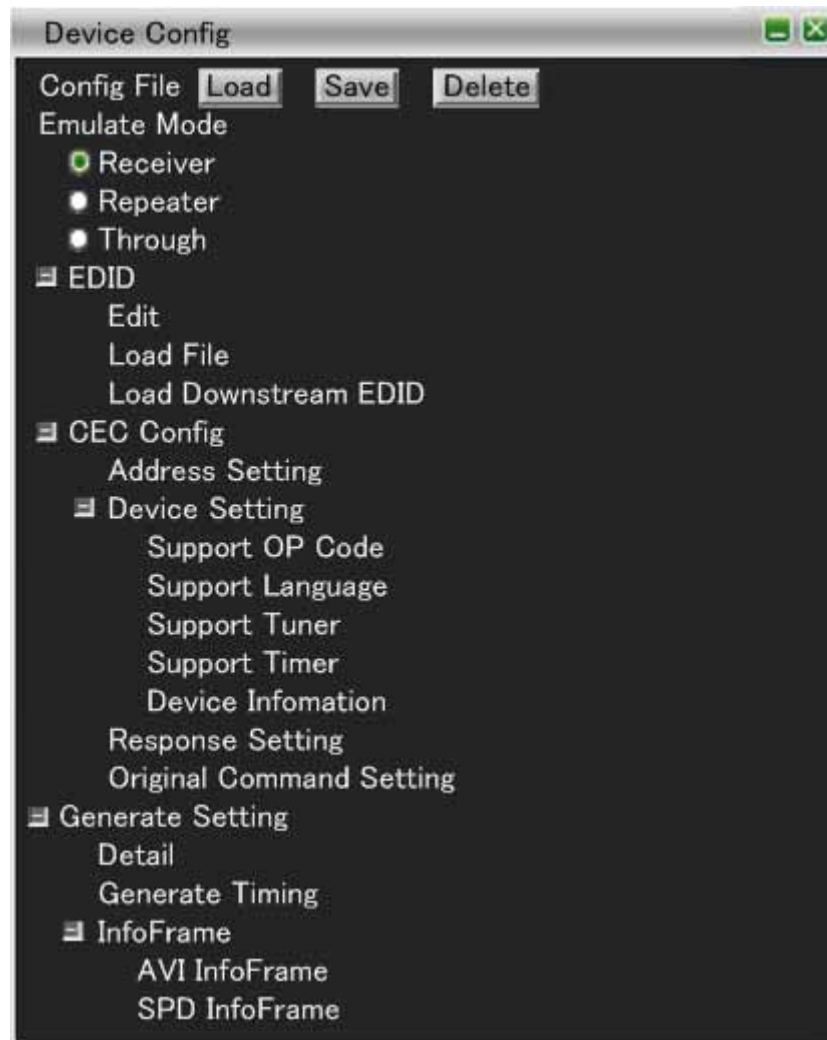 Device Config
Config File Load Save Delete
Emulate Mode
Receiver
Repeater
Through
EDID
Edit
Load File
Load Downstream EDID
CEC Config
Address Setting
Device Setting
Support OP Code
Support Language
Support Tuner
Support Timer
Device Infomation
Response Setting
Original Command Setting
Generate Setting
Detail
Generate Timing
InfoFrame
AVI InfoFrame
SPD InfoFrame